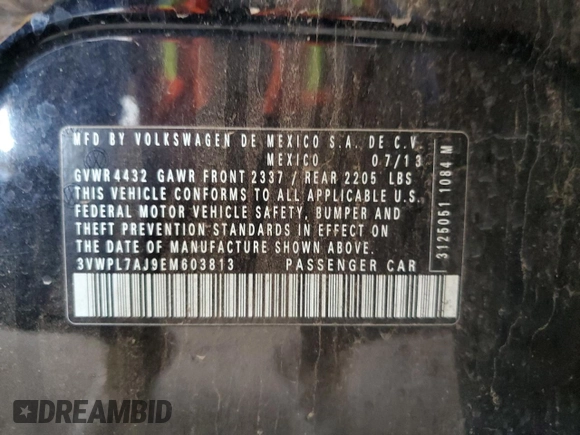 MFD BY VOLKSWAGEN DE MEXICO S.A. DE C.V.
MEXICO 07/13
GVWR 4432 GAWR FRONT 2337 / REAR 2205 LBS
THIS VEHICLE CONFORMS TO ALL APPLICABLE U.S.
FEDERAL MOTOR VEHICLE SAFETY, BUMPER AND
THEFT PREVENTION STANDARDS IN EFFECT ON
THE DATE OF MANUFACTURE SHOWN ABOVE.
3VWPL7AJ9EM603813 PASSENGER CAR
3125051 1084 M
DREAMBID